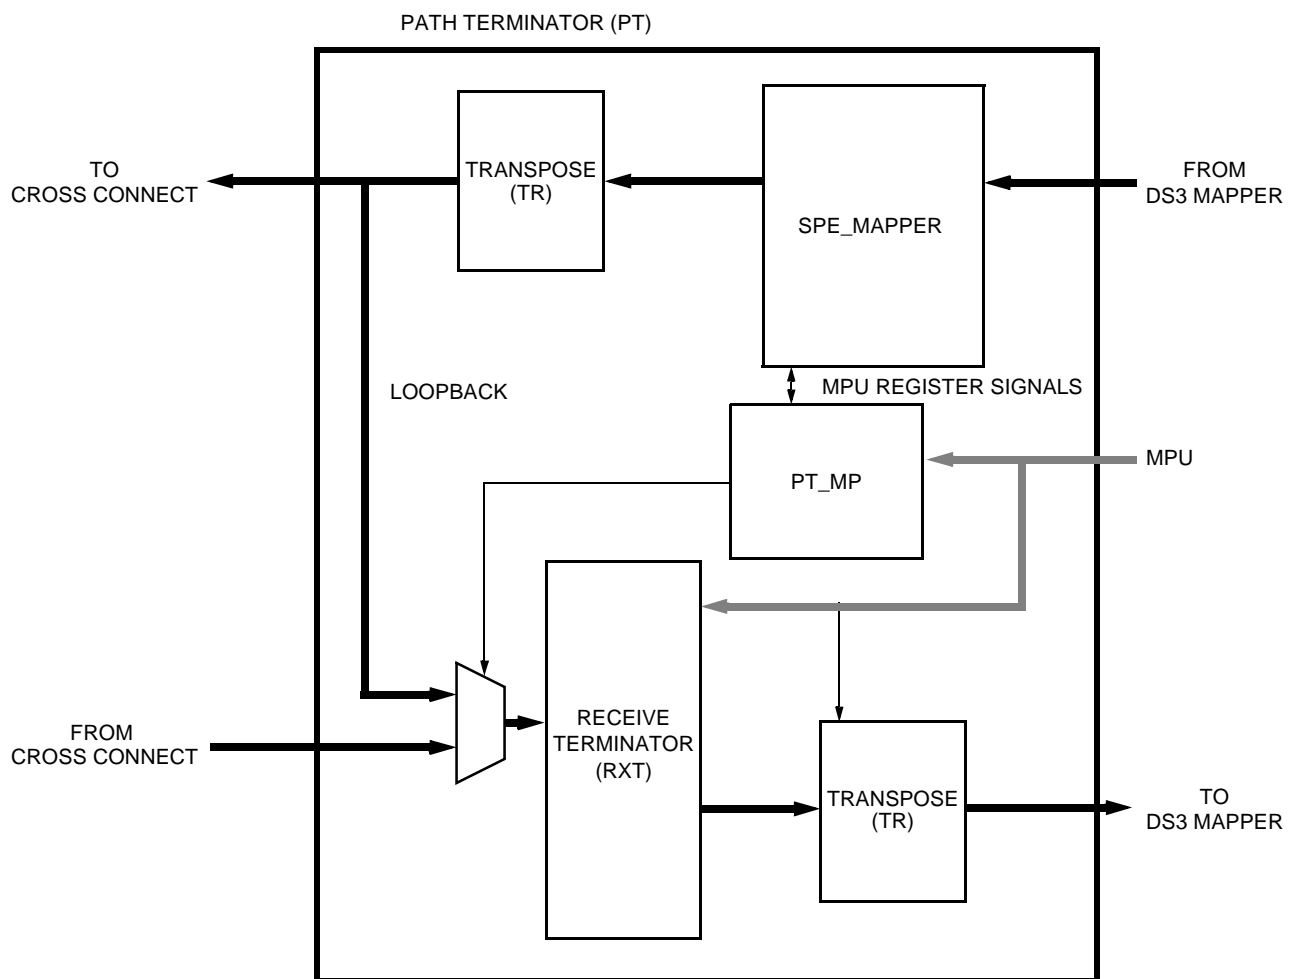 PATH TERMINATOR (PT)
TO
CROSS CONNECT
TRANSPOSE
(TR)
SPE_MAPPER
FROM
DS3 MAPPER
LOOPBACK
MPU REGISTER SIGNALS
PT_MP
MPU
FROM
CROSS CONNECT
RECEIVE
TERMINATOR
(RXT)
TRANSPOSE
(TR)
TO
DS3 MAPPER